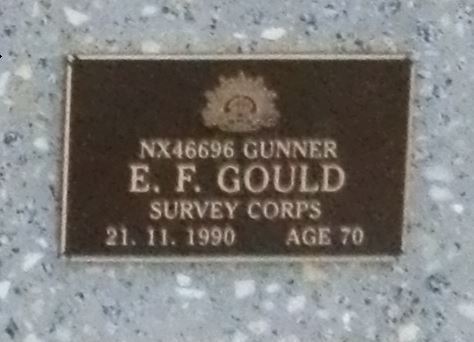 NX46696 GUNNER
E. F. GOULD
SURVEY CORPS
21. 11. 1990 AGE 70